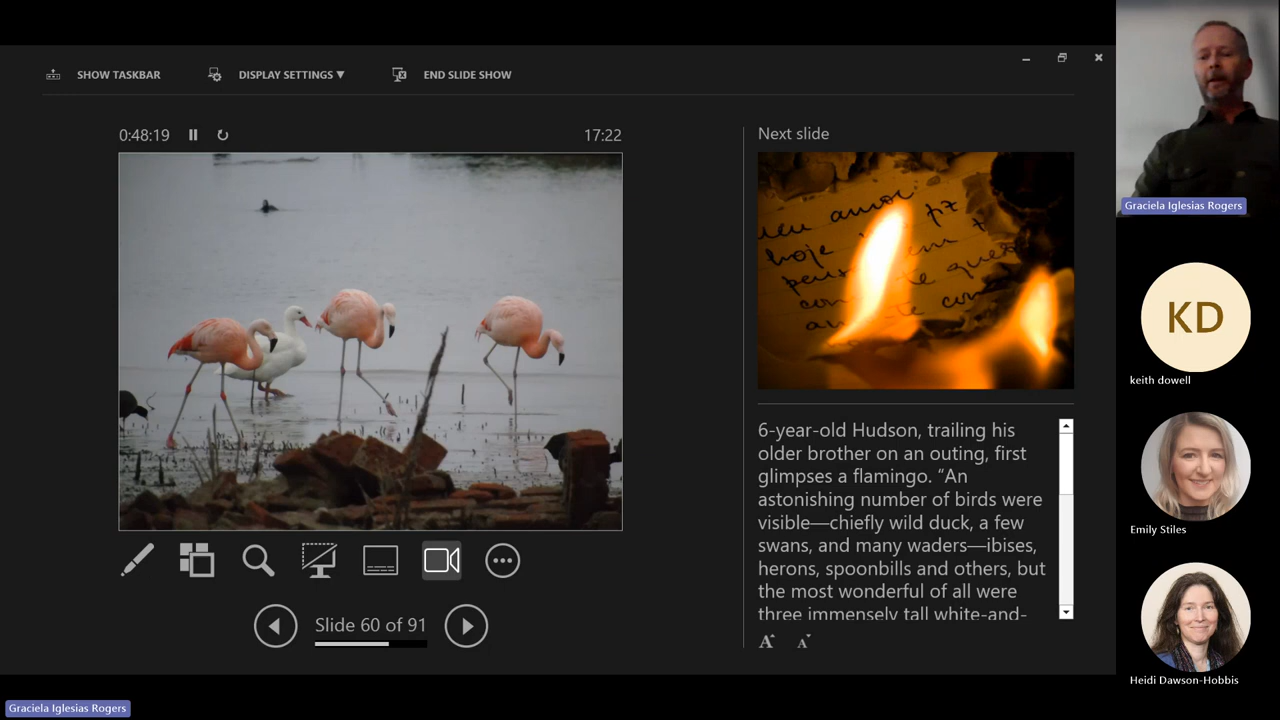 SHOW TASKBAR
DISPLAY SETTINGS ▼
END SLIDE SHOW
0:48:19
17:22
Next slide
hoje
6-year-old Hudson, trailing his
older brother on an outing, first
glimpses a flamingo. “An
astonishing number of birds were
visible—chiefly wild duck, a few
swans, and many waders—ibises,
herons, spoonbills and others, but
the most wonderful of all were
three immensely tall white-and-
Slide 60 of 91
A
A
Graciela Iglesias Rogers
KD
keith dowell
Emily Stiles
Heidi Dawson-Hobbis
Graciela Iglesias Rogers